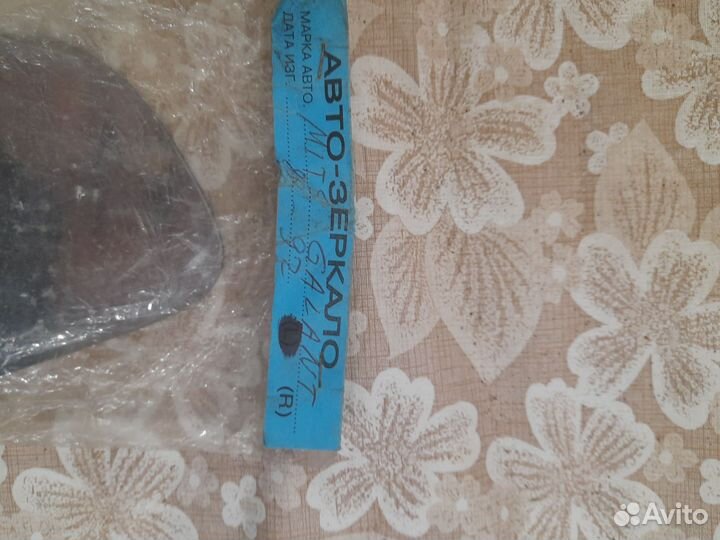 АВТО-ЗЕРКАЛО
МАРКА АВТО. MITS. GALANT
ДАТА ИЗГ. 92 (R)
Avito